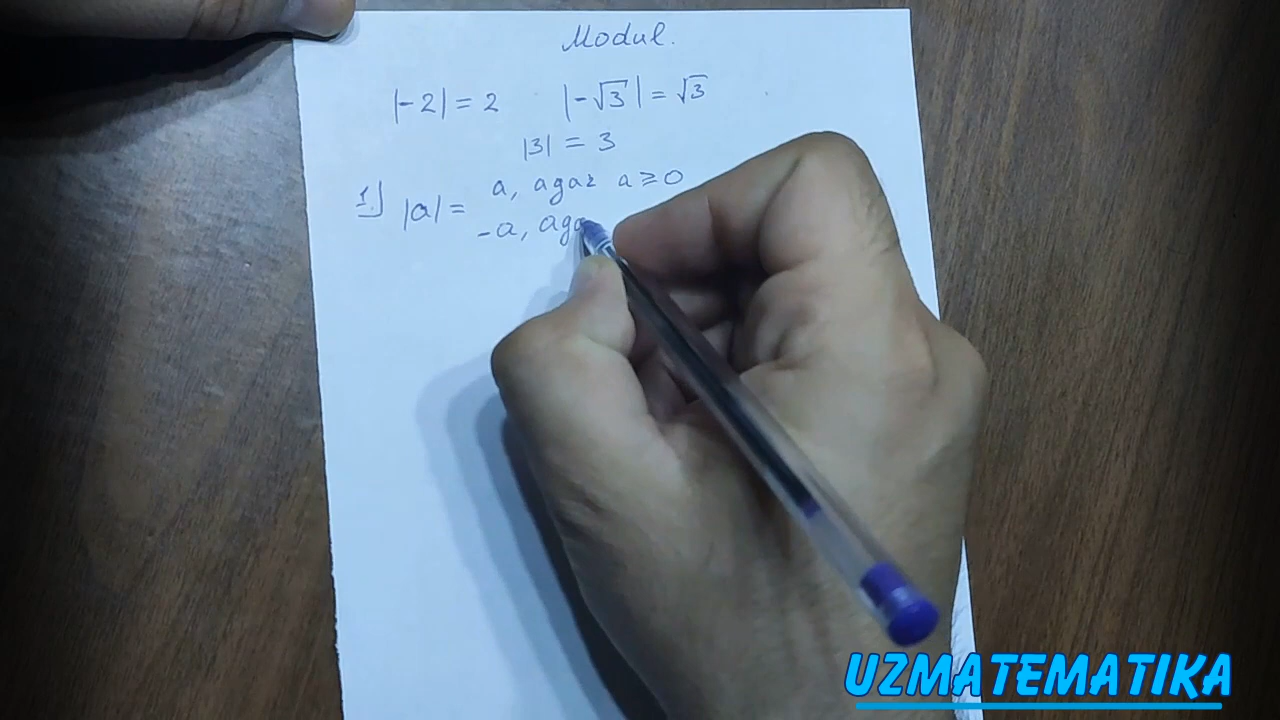 Modul.
|-2| = 2 |-√3| = √3
|3| = 3
1.) |a| = a, agar a ≥ 0
-a, aga
UZMATEMATIKA